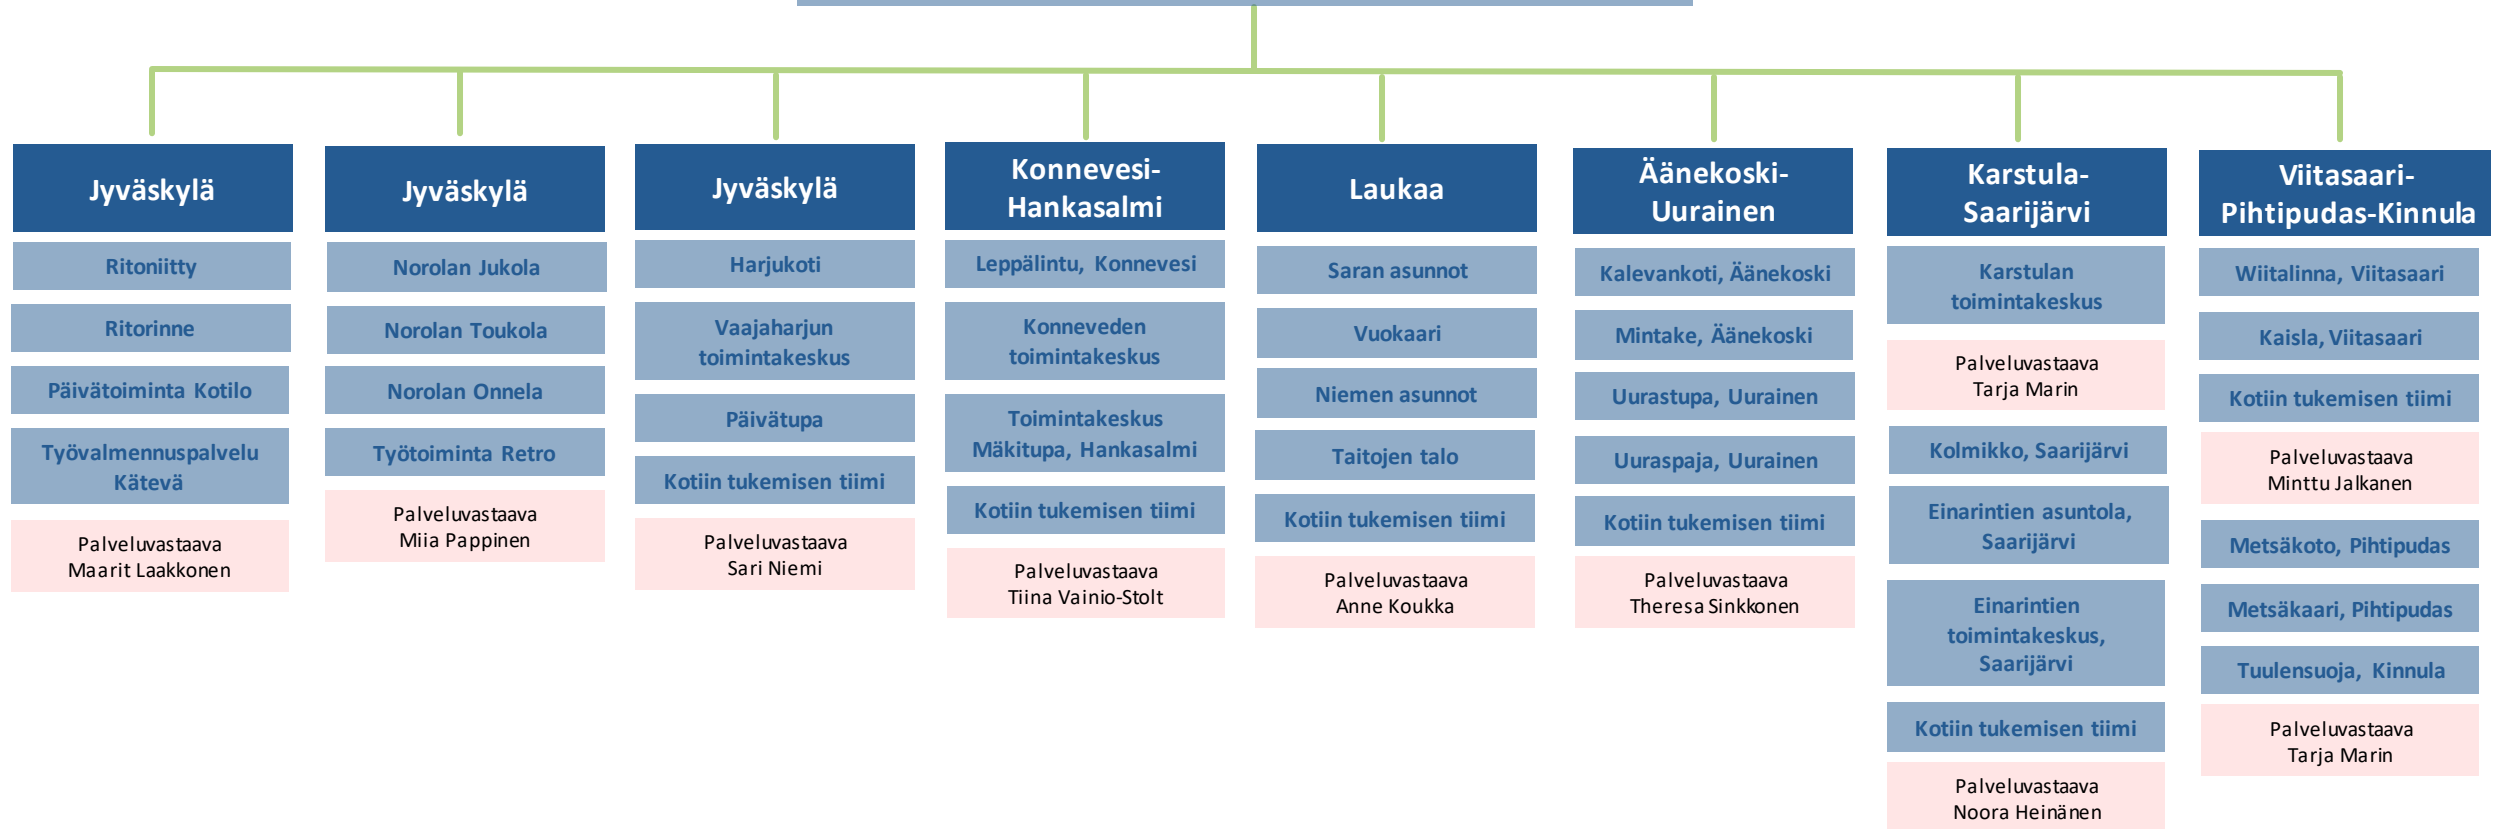 Jyväskylä
Ritoniitty
Ritorinne
Päivätoiminta Kotilo
Työvalmennuspalvelu
Kätevä
Palveluvastaava
Maarit Laakkonen
Jyväskylä
Norolan Jukola
Norolan Toukola
Norolan Onnela
Työtoiminta Retro
Palveluvastaava
Miia Pappinen
Jyväskylä
Harjukoti
Vaajaharjun
toimintakeskus
Päivätupa
Kotiin tukemisen tiimi
Palveluvastaava
Sari Niemi
Konnevesi-
Hankasalmi
Leppälintu, Konnevesi
Konneveden
toimintakeskus
Toimintakeskus
Mäkitupa, Hankasalmi
Kotiin tukemisen tiimi
Palveluvastaava
Tiina Vainio-Stolt
Laukaa
Saran asunnot
Vuokaari
Niemen asunnot
Taitojen talo
Kotiin tukemisen tiimi
Palveluvastaava
Anne Koukka
Äänekoski-
Uurainen
Kalevankoti, Äänekoski
Mintake, Äänekoski
Uurastupa, Uurainen
Uuraspaja, Uurainen
Kotiin tukemisen tiimi
Palveluvastaava
Theresa Sinkkonen
Karstula-
Saarijärvi
Karstulan
toimintakeskus
Palveluvastaava
Tarja Marin
Kolmikko, Saarijärvi
Einarintien asuntola,
Saarijärvi
Einarintien
toimintakeskus,
Saarijärvi
Kotiin tukemisen tiimi
Palveluvastaava
Noora Heinänen
Viitasaari-
Pihtipudas-Kinnula
Wiitalinna, Viitasaari
Kaisla, Viitasaari
Kotiin tukemisen tiimi
Palveluvastaava
Minttu Jalkanen
Metsäkoto, Pihtipudas
Metsäkaari, Pihtipudas
Tuulensuoja, Kinnula
Palveluvastaava
Tarja Marin